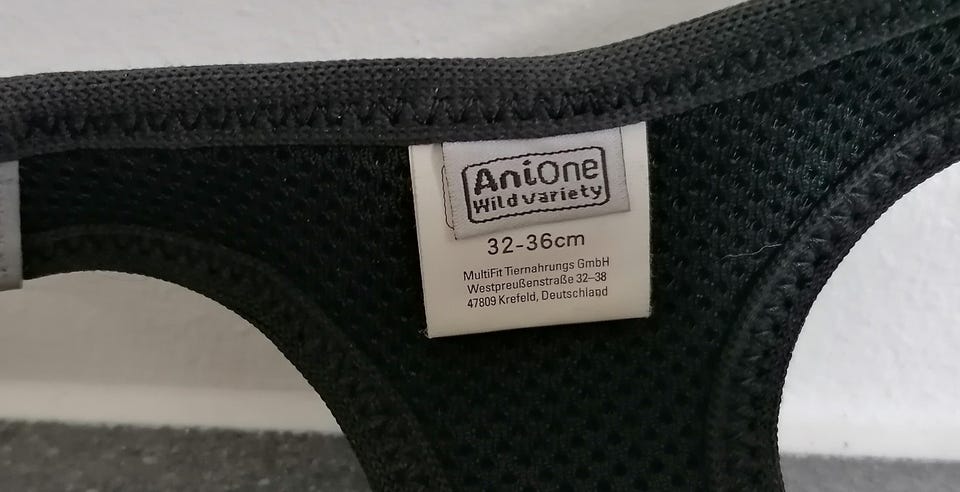 AniOne
Wild variety
32-36cm
MultiFit Tiernahrungs GmbH
Westpreußenstraße 32–38
47809 Krefeld, Deutschland